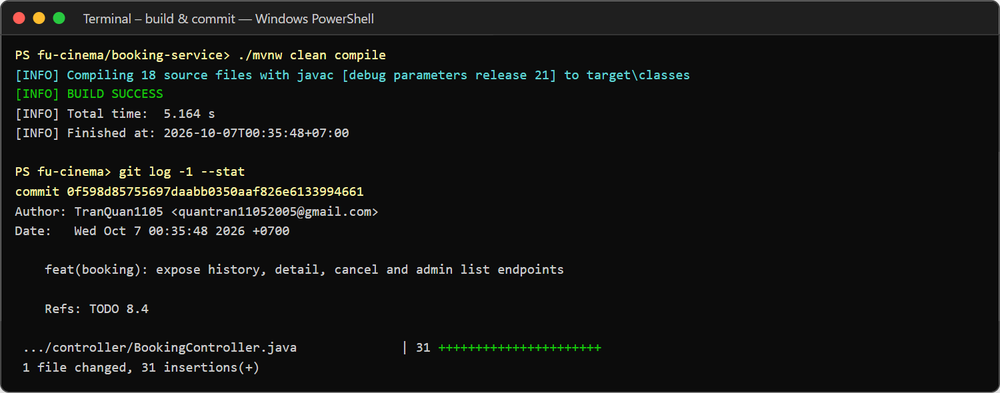 Terminal – build & commit — Windows PowerShell
PS fu-cinema/booking-service> ./mvnw clean compile
[INFO] Compiling 18 source files with javac [debug parameters release 21] to target\classes
[INFO] BUILD SUCCESS
[INFO] Total time:  5.164 s
[INFO] Finished at: 2026-10-07T00:35:48+07:00
PS fu-cinema> git log -1 --stat
commit 0f598d85755697daabb0350aaf826e6133994661
Author: TranQuan1105 <quantran11052005@gmail.com>
Date:   Wed Oct 7 00:35:48 2026 +0700
feat(booking): expose history, detail, cancel and admin list endpoints
Refs: TODO 8.4
.../controller/BookingController.java | 31 ++++++++++++++++++++++
1 file changed, 31 insertions(+)